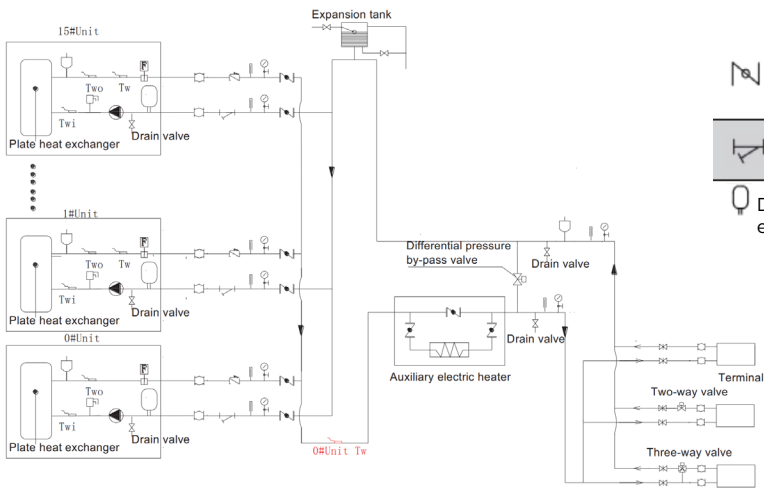 Expansion tank
15#Unit
F
Two
Tw
Twi
Drain valve
Plate heat exchanger
1#Unit
F
Two
Tw
Twi
Drain valve
Plate heat exchanger
0#Unit
F
Two
Twi
Drain valve
Plate heat exchanger
0#Unit Tw
Differential pressure
by-pass valve
Drain valve
Drain valve
Auxiliary electric heater
Terminal
Two-way valve
Three-way valve
D
e